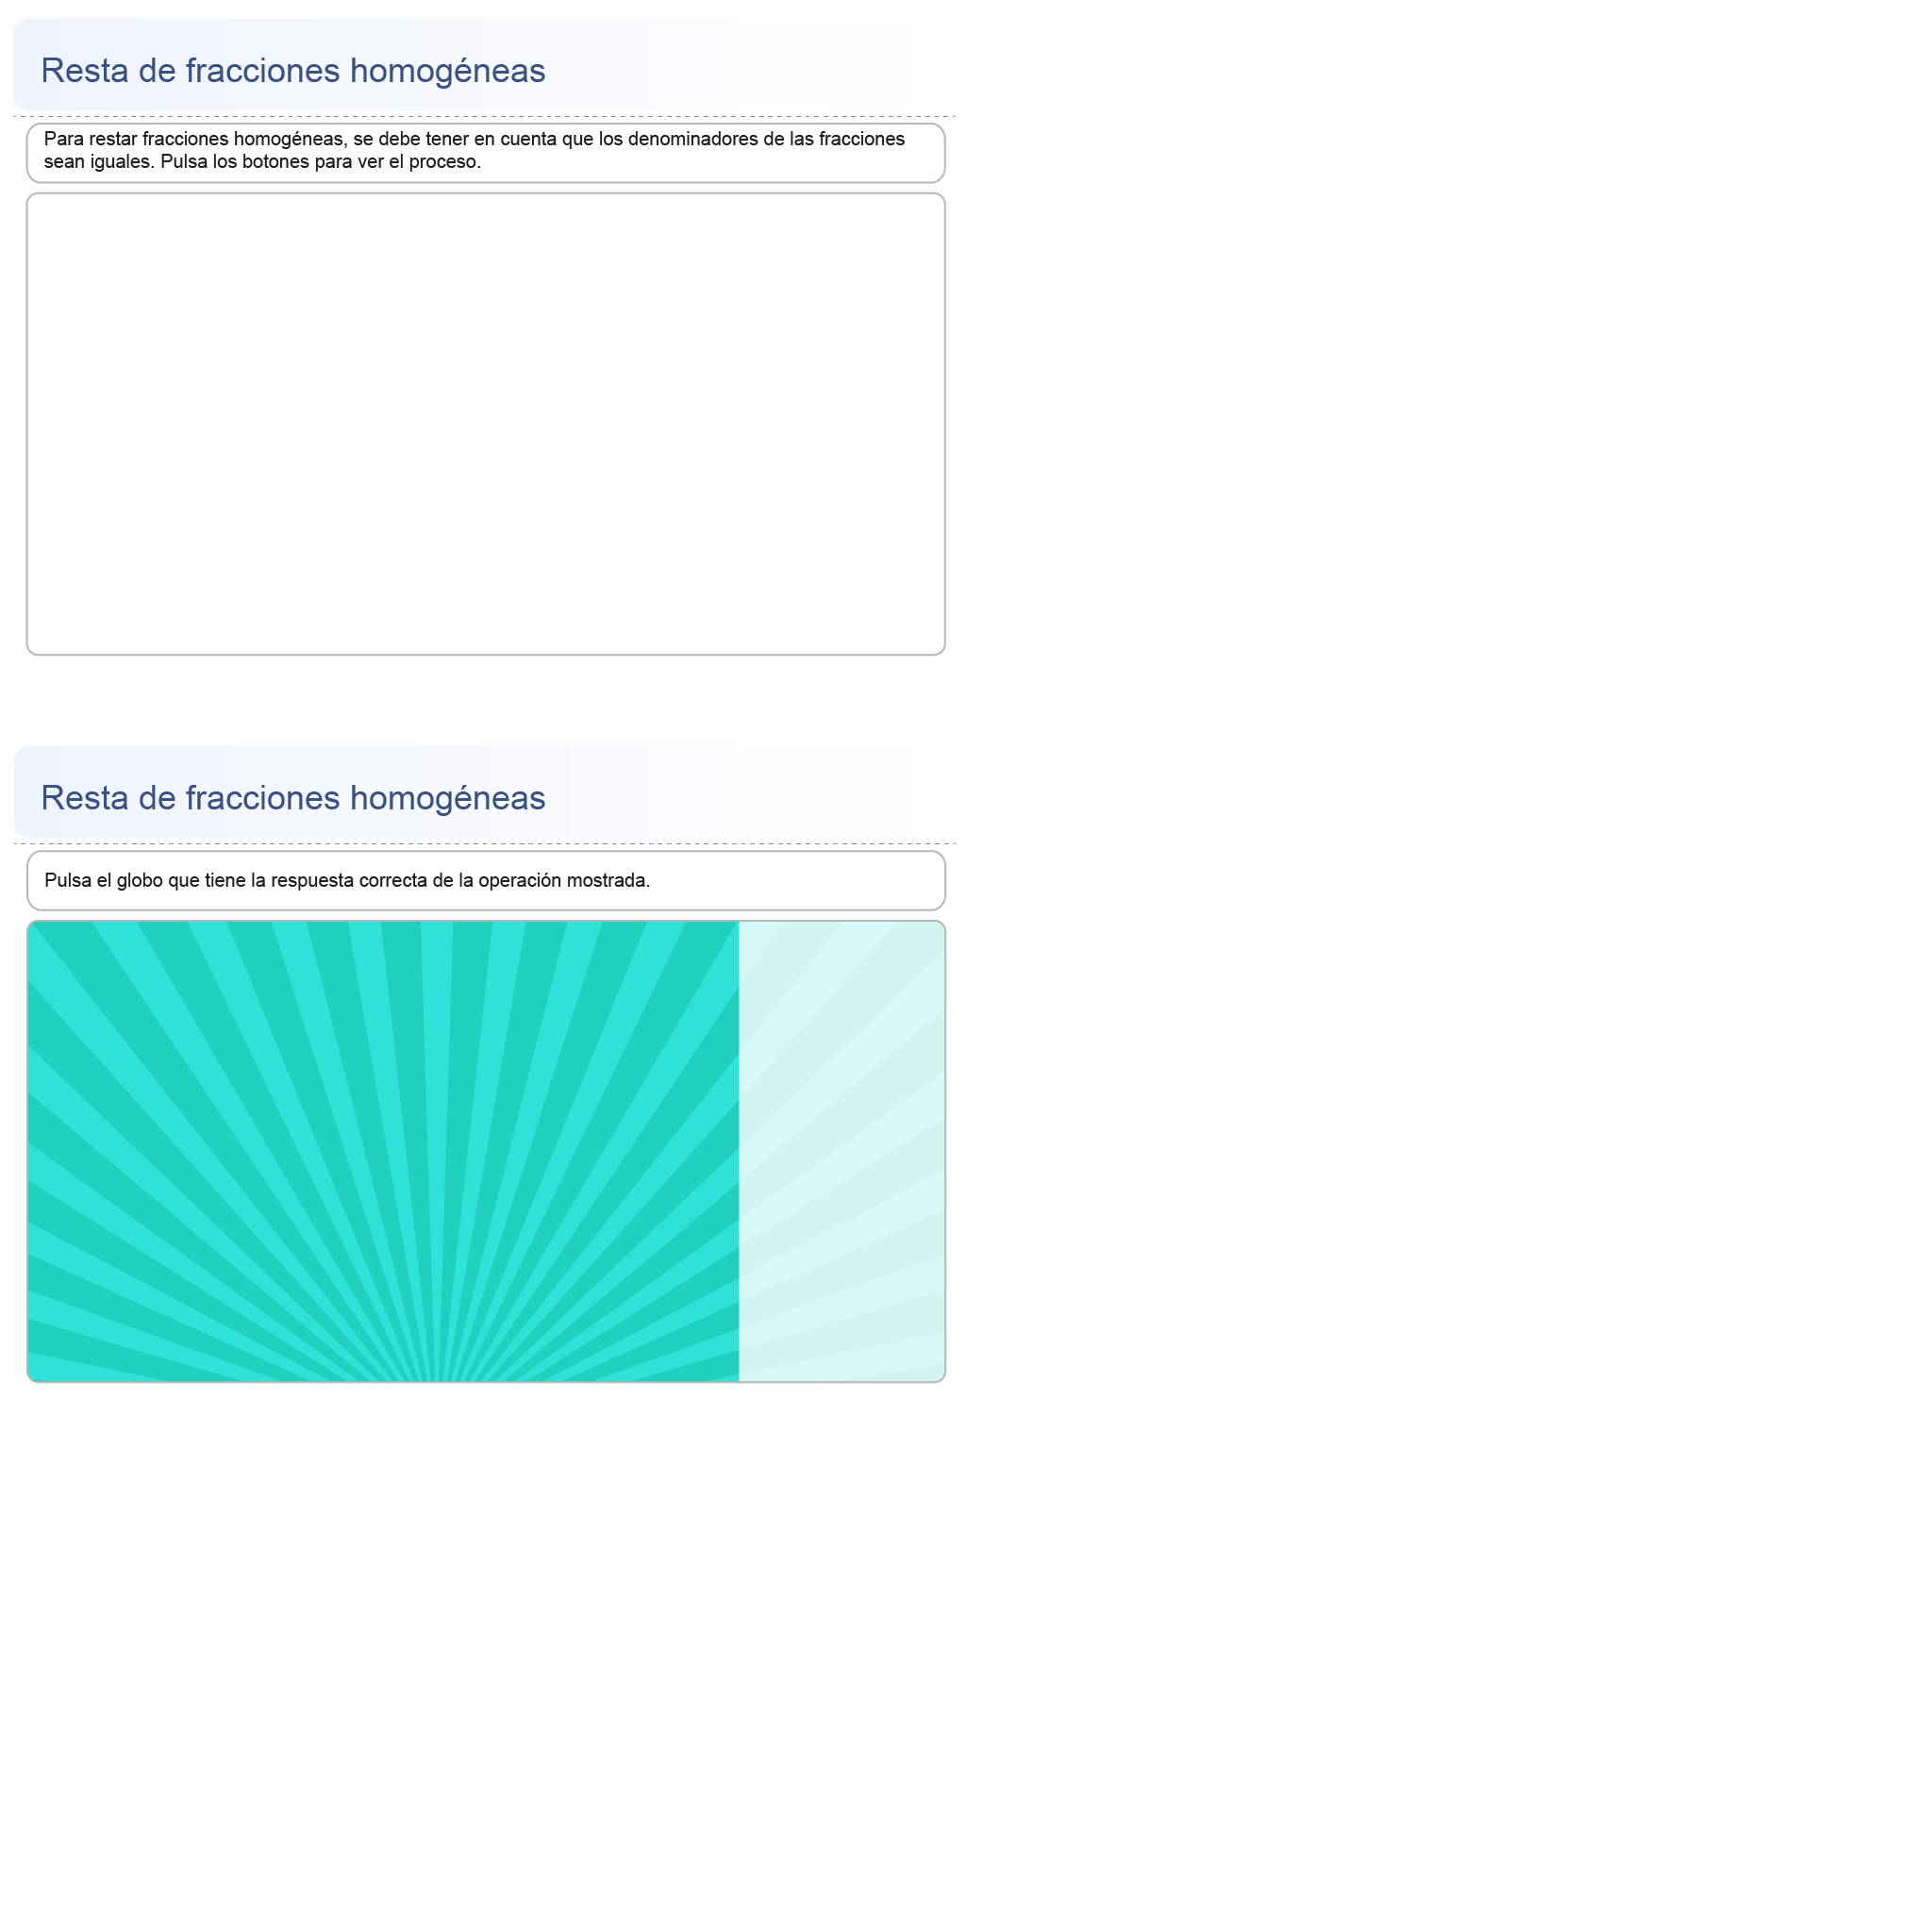 Resta de fracciones homogéneas
Para restar fracciones homogéneas, se debe tener en cuenta que los denominadores de las fracciones
sean iguales. Pulsa los botones para ver el proceso.
Resta de fracciones homogéneas
Pulsa el globo que tiene la respuesta correcta de la operación mostrada.